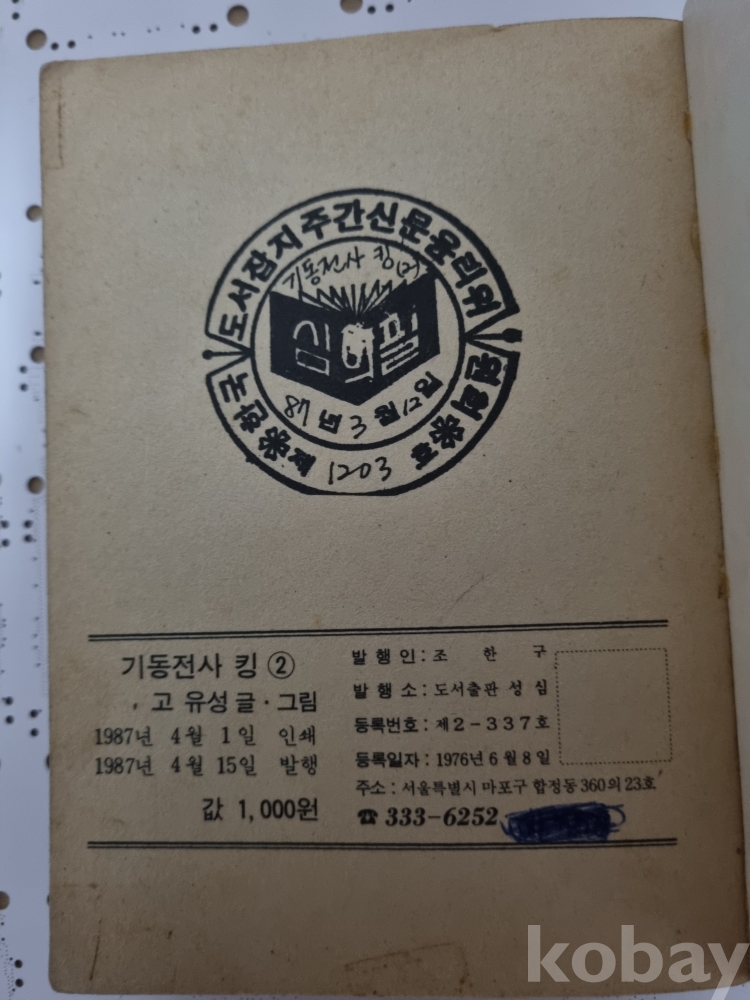 한국도서잡지주간신문윤리위원회
기동전사 킹(2)
심의필
87년 3월 12일
제 1203 호
기동전사 킹 ②
고 유성 글·그림
1987년 4월 1일 인쇄
1987년 4월 15일 발행
값 1,000원
발행인: 조 한 구
발행소: 도서출판 성심
등록번호: 제2-337호
등록일자: 1976년 6월 8일
주소: 서울특별시 마포구 합정동 360의 23호
☎ 333-6252
kobay